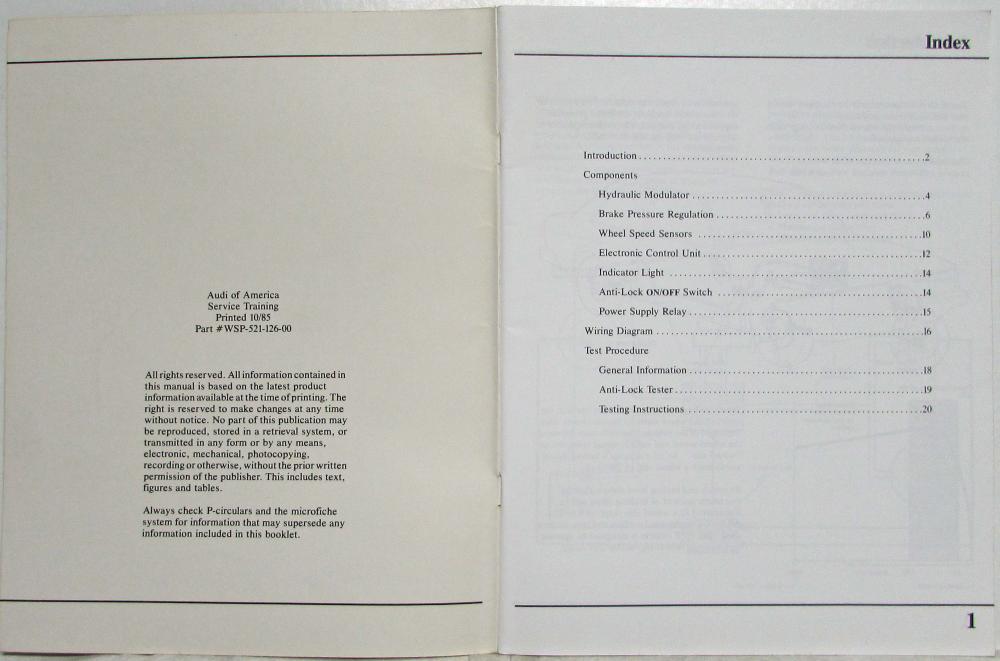 Audi of America
Service Training
Printed 10/85
Part #WSP-521-126-00
All rights reserved. All information contained in
this manual is based on the latest product
information available at the time of printing. The
right is reserved to make changes at any time
without notice. No part of this publication may
be reproduced, stored in a retrieval system, or
transmitted in any form or by any means,
electronic, mechanical, photocopying,
recording or otherwise, without the prior written
permission of the publisher. This includes text,
figures and tables.
Always check P-circulars and the microfiche
system for information that may supersede any
information included in this booklet.
Index
Introduction 2
Components
Hydraulic Modulator 4
Brake Pressure Regulation 6
Wheel Speed Sensors 10
Electronic Control Unit 12
Indicator Light 14
Anti-Lock ON/OFF Switch 14
Power Supply Relay 15
Wiring Diagram 16
Test Procedure
General Information 18
Anti-Lock Tester 19
Testing Instructions 20
1